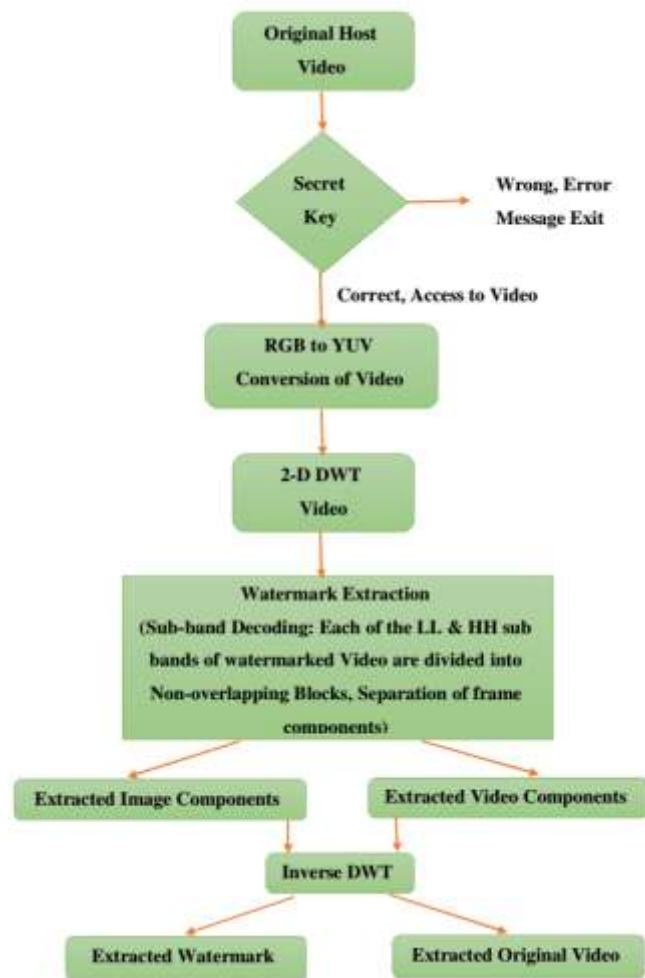 Original Host
Video
Secret
Key
Wrong, Error
Message Exit
Correct, Access to Video
RGB to YUV
Conversion of Video
2-D DWT
Video
Watermark Extraction
(Sub-band Decoding: Each of the LL & HH sub
bands of watermarked Video are divided into
Non-overlapping Blocks, Separation of frame
components)
Extracted Image Components
Extracted Video Components
Inverse DWT
Extracted Watermark
Extracted Original Video